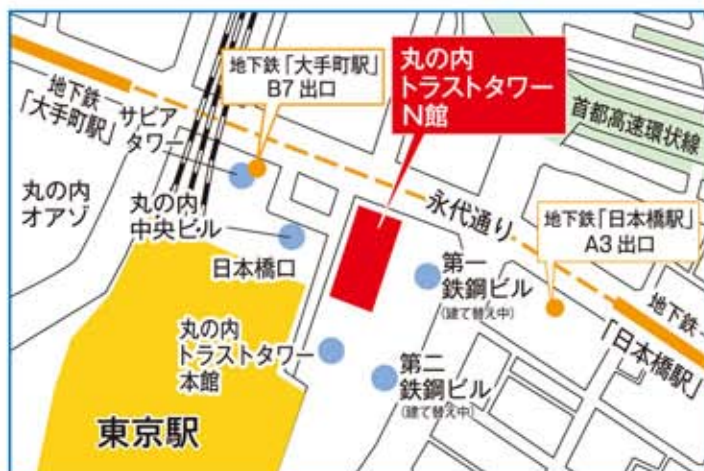 地下鉄
「大手町駅」
地下鉄「大手町駅」
B7 出口
丸の内
トラストタワー
N館
首都高速環状線
サピア
タワー
丸の内
オアゾ
丸の内
中央ビル
日本橋口
永代通り
地下鉄「日本橋駅」
A3 出口
第一
鉄鋼ビル
(建て替え中)
地下鉄
「日本橋駅」
丸の内
トラストタワー
本館
第二
鉄鋼ビル
(建て替え中)
東京駅